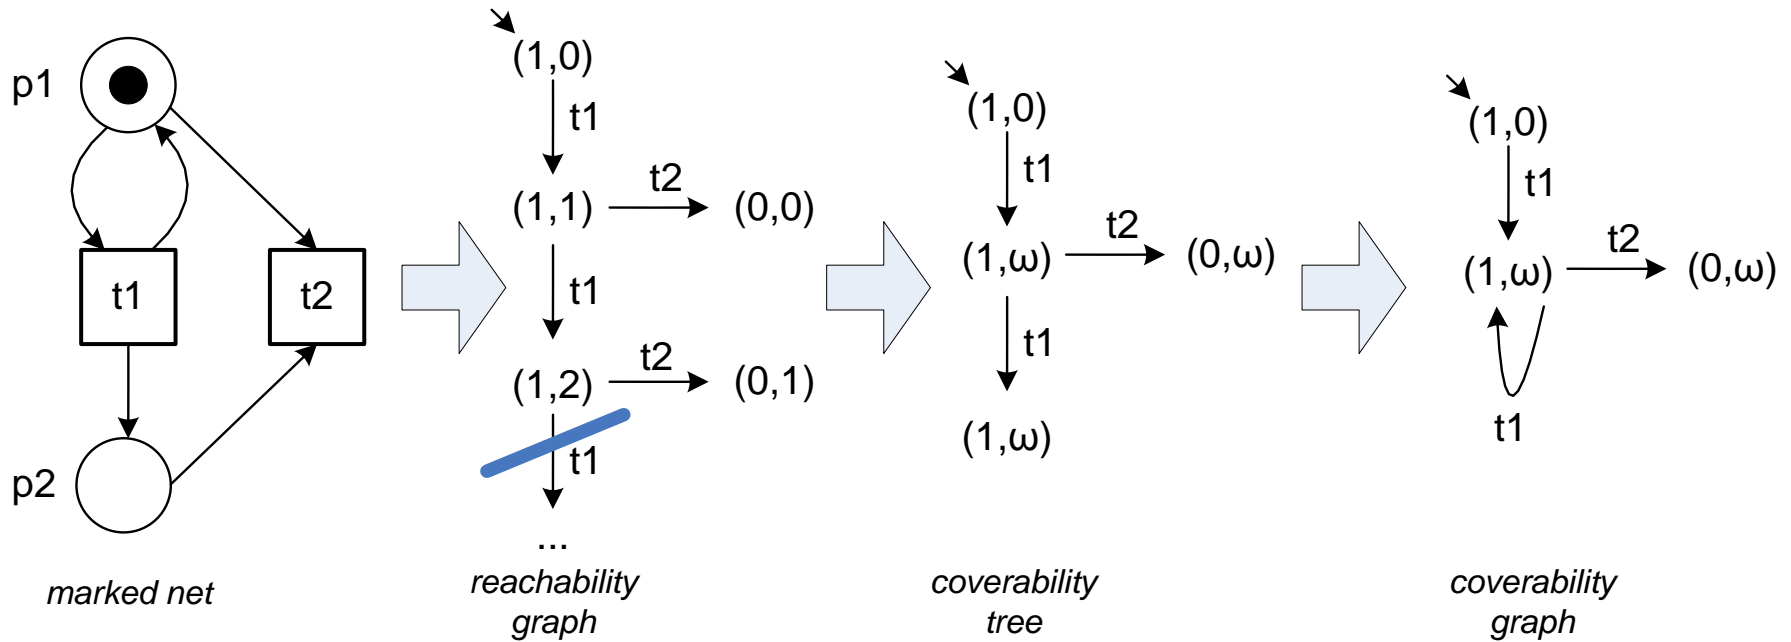 p1
t1
t2
p2
marked net
(1,0)
t1
(1,1)
t2
(0,0)
t1
(1,2)
t2
(0,1)
t1
...
reachability
graph
(1,0)
t1
(1,ω)
t2
(0,ω)
t1
(1,ω)
coverability
tree
(1,0)
t1
(1,ω)
t2
(0,ω)
t1
coverability
graph